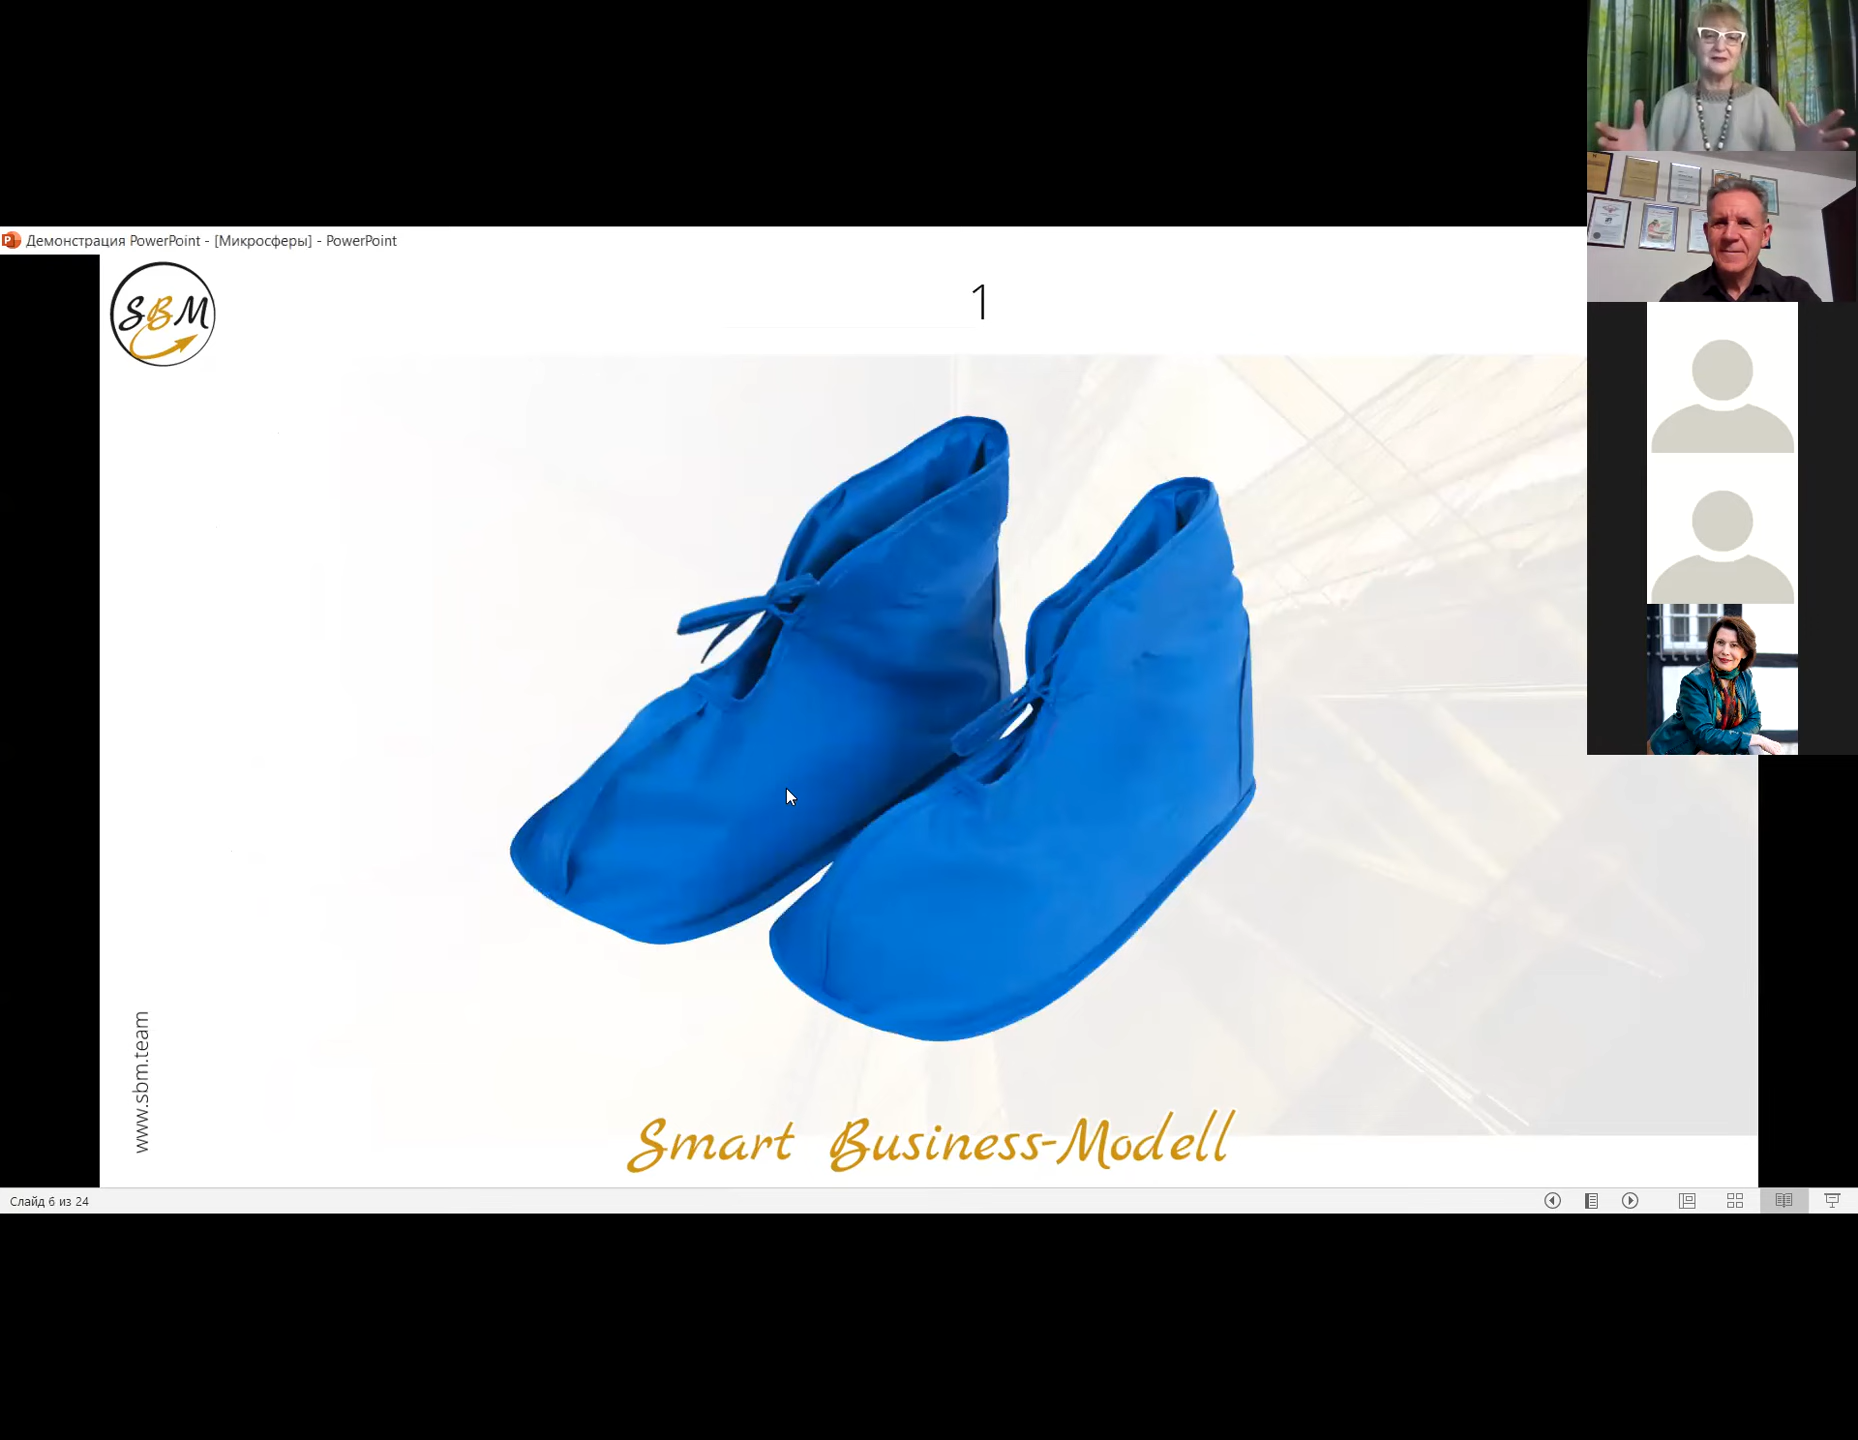 Демонстрация PowerPoint - [Микросферы] - PowerPoint
SBM
1
www.sbm.team
Smart Business-Modell
Слайд 6 из 24